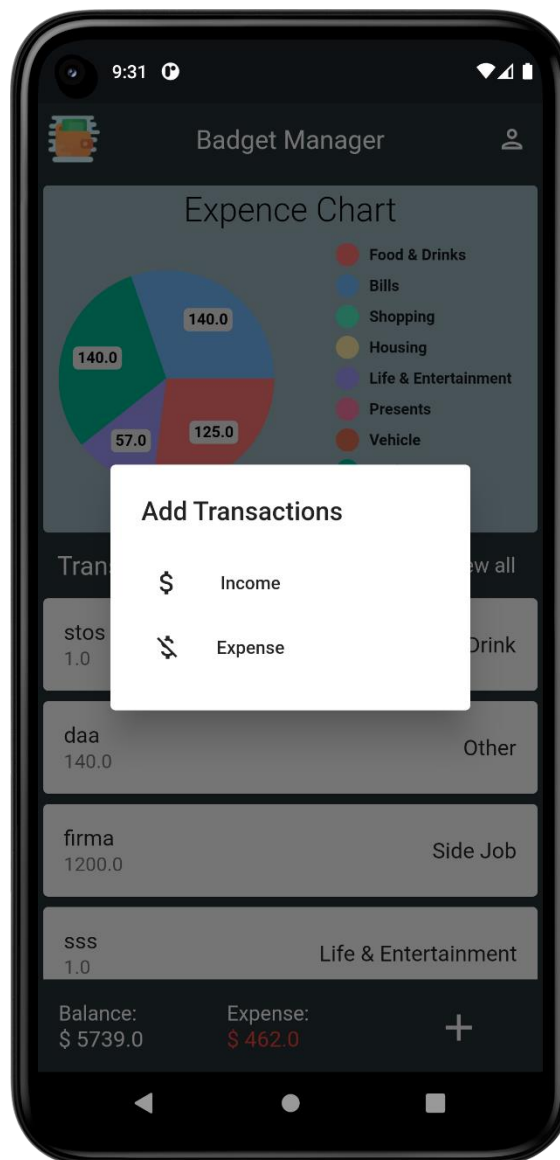 9:31
Badget Manager
Expence Chart
Food & Drinks
Bills
Shopping
Housing
Life & Entertainment
Presents
Vehicle
140.0
140.0
57.0
125.0
Add Transactions
$ Income
Expense
all
stos
1.0
Drink
daa
140.0
Other
firma
1200.0
Side Job
sss
1.0
Life & Entertainment
Balance:
$ 5739.0
Expense:
$ 462.0
+